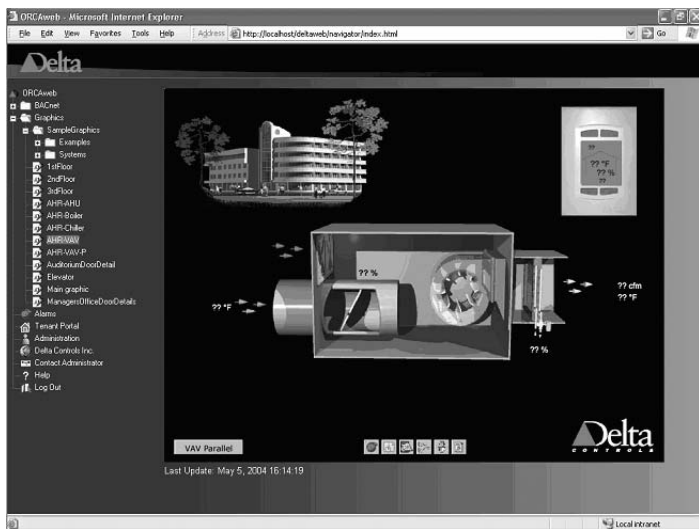 ORCAweb - Microsoft Internet Explorer
File Edit View Favorites Tools Help Address http://localhost/deltaweb/navigator/index.html Go
Delta
ORCAweb
BACnet
Graphics
SampleGraphics
Examples
Systems
1stFloor
2ndFloor
3rdFloor
AHR-AHU
AHR-Boiler
AHR-Chiller
AHR-VAV
AHR-VAV-P
AuditoriumDoorDetail
Elevator
Main graphic
ManagersOfficeDoorDetails
Alarms
Tenant Portal
Administration
Delta Controls Inc.
Contact Administrator
Help
Log Out
??
?? °F
?? %
??
?? %
?? °F
?? cfm
?? °F
?? %
VAV Parallel
Delta
CONTROLS
Last Update: May 5, 2004 16:14:19
Local intranet